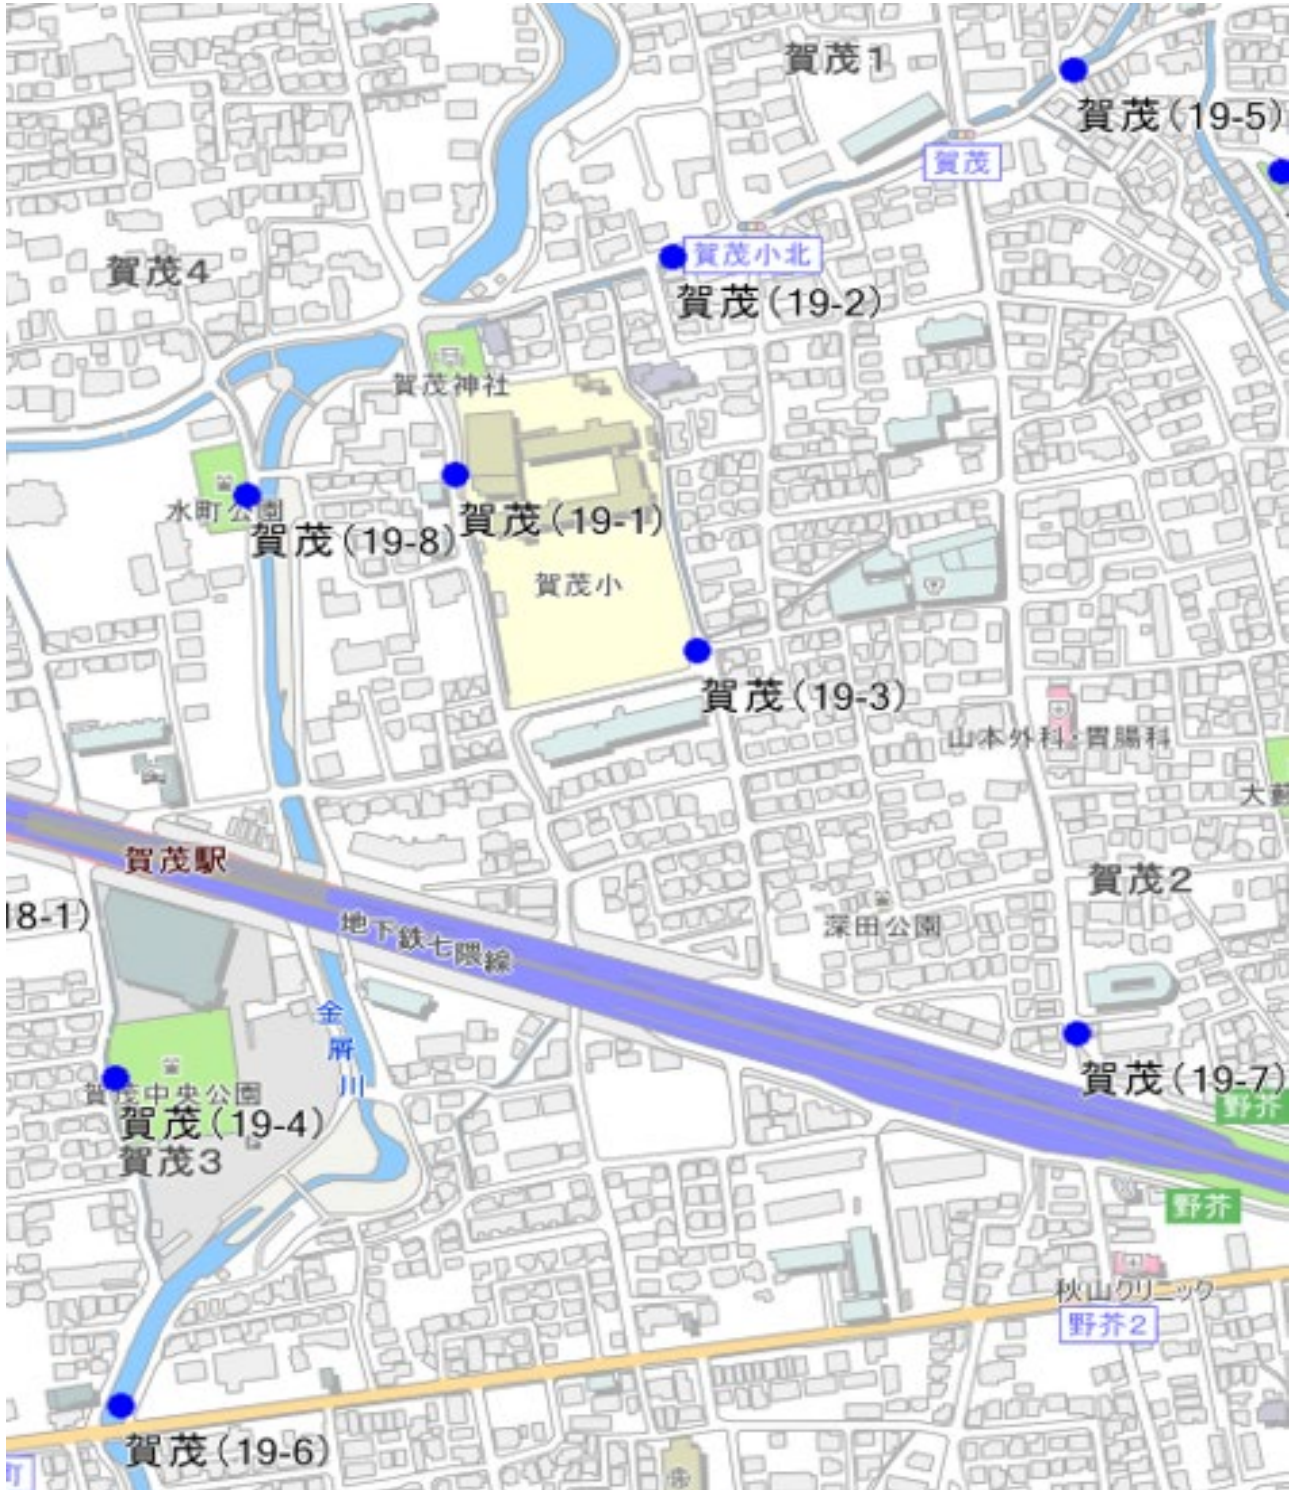 賀茂1
賀茂(19-5)
賀茂
賀茂小北
賀茂4
賀茂(19-2)
賀茂神社
水町公園
賀茂(19-1)
賀茂(19-8)
賀茂小
賀茂(19-3)
山本外科・胃腸科
賀茂駅
賀茂2
18-1)
深田公園
地下鉄七隈線
金屑川
賀茂(19-7)
賀茂中央公園
野芥
賀茂(19-4)
賀茂3
野芥
秋山クリニック
野芥2
賀茂(19-6)
町